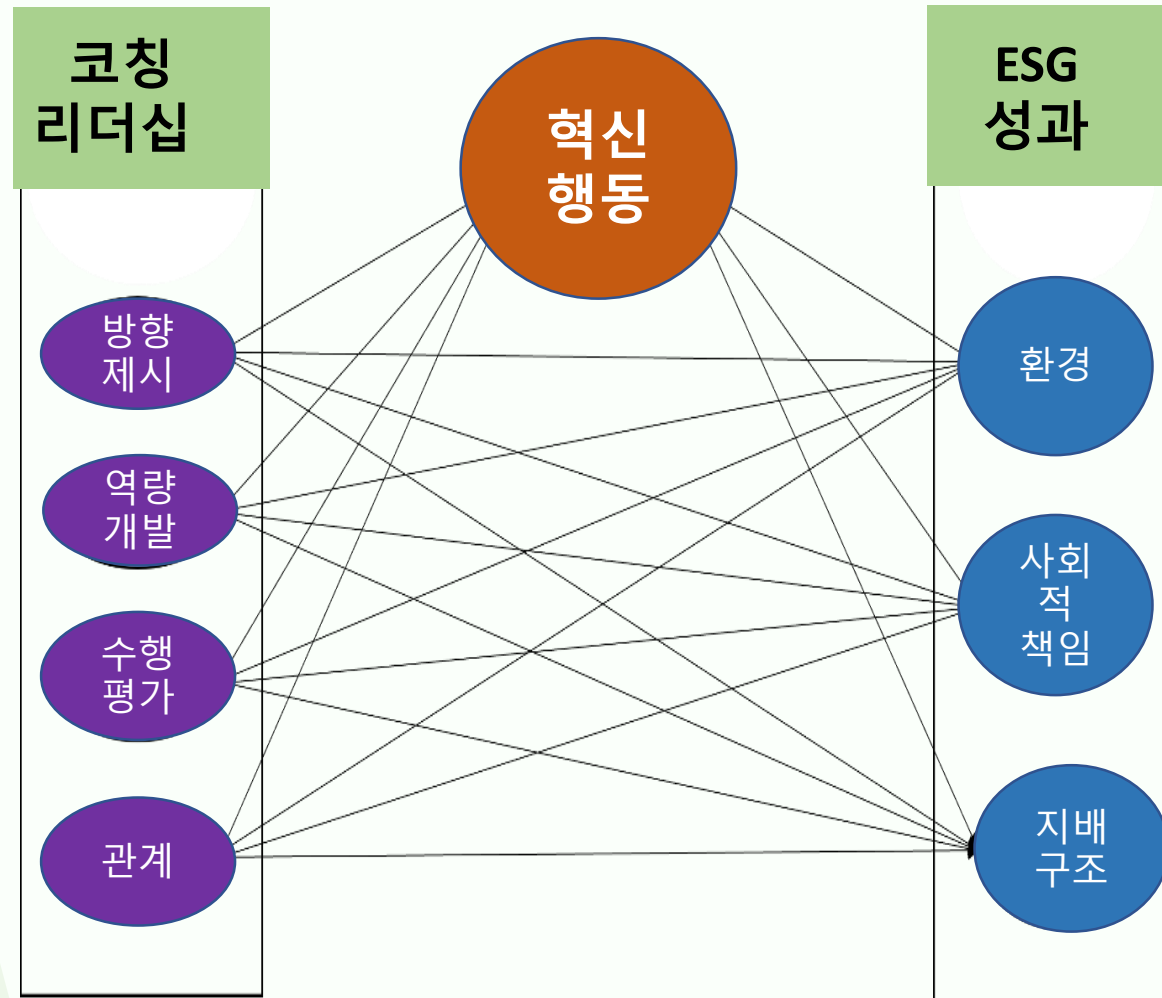 코칭
리더십
혁신
행동
ESG
성과
방향
제시
역량
개발
수행
평가
관계
환경
사회
적
책임
지배
구조